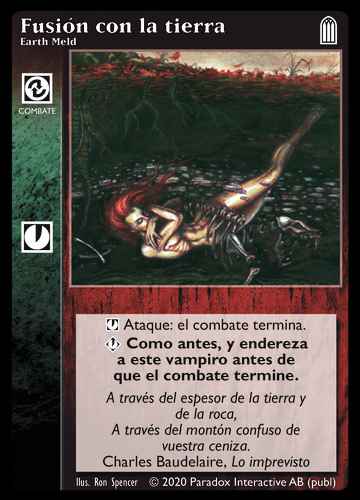 Fusión con la tierra
Earth Meld
COMBATE
Ataque: el combate termina.
Como antes, y endereza
a este vampiro antes de
que el combate termine.
A través del espesor de la tierra y
de la roca,
A través del montón confuso de
vuestra ceniza.
Charles Baudelaire, Lo imprevisto
Ilus. Ron Spencer © 2020 Paradox Interactive AB (publ)